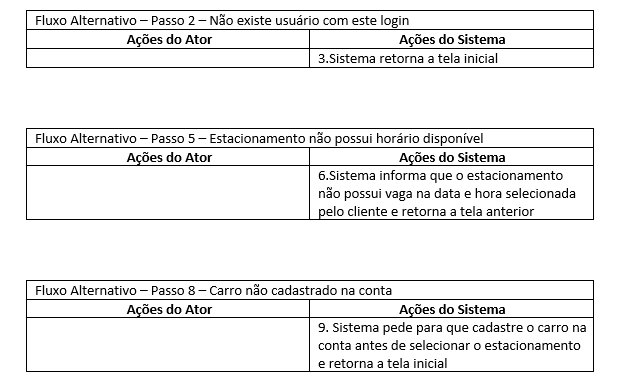 Fluxo Alternativo – Passo 2 – Não existe usuário com este login
Ações do Ator Ações do Sistema
3.Sistema retorna a tela inicial
Fluxo Alternativo – Passo 5 – Estacionamento não possui horário disponível
Ações do Ator Ações do Sistema
6.Sistema informa que o estacionamento
não possui vaga na data e hora selecionada
pelo cliente e retorna a tela anterior
Fluxo Alternativo – Passo 8 – Carro não cadastrado na conta
Ações do Ator Ações do Sistema
9. Sistema pede para que cadastre o carro na
conta antes de selecionar o estacionamento
e retorna a tela inicial